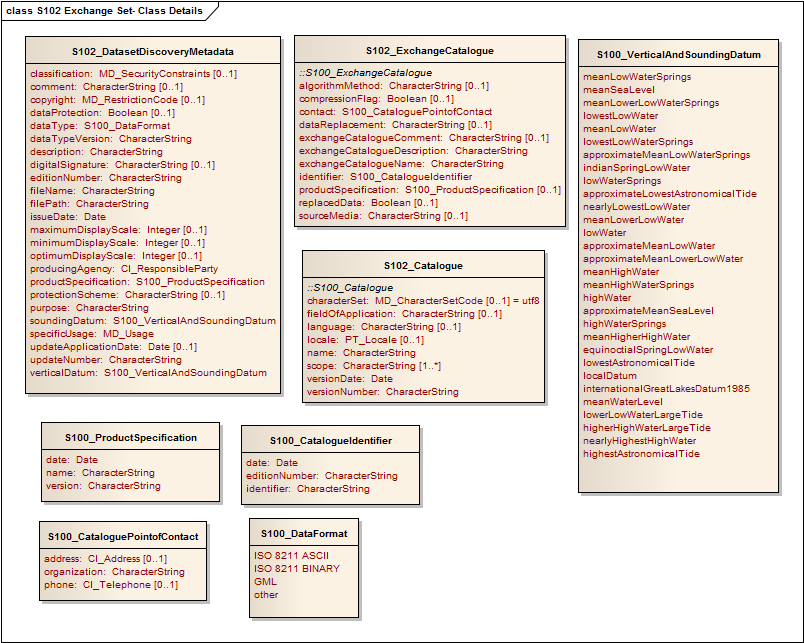 class S102 Exchange Set- Class Details
S102_DatasetDiscoveryMetadata
classification: MD_SecurityConstraints [0..1]
comment: CharacterString [0..1]
copyright: MD_RestrictionCode [0..1]
dataProtection: Boolean [0..1]
dataType: S100_DataFormat
dataTypeVersion: CharacterString
description: CharacterString
digitalSignature: CharacterString [0..1]
editionNumber: CharacterString
fileName: CharacterString
filePath: CharacterString
issueDate: Date
maximumDisplayScale: Integer [0..1]
minimumDisplayScale: Integer [0..1]
optimumDisplayScale: Integer [0..1]
producingAgency: CI_ResponsibleParty
productSpecification: S100_ProductSpecification
protectionScheme: CharacterString [0..1]
purpose: CharacterString
soundingDatum: S100_VerticalAndSoundingDatum
specificUsage: MD_Usage
updateApplicationDate: Date [0..1]
updateNumber: CharacterString
verticalDatum: S100_VerticalAndSoundingDatum
S102_ExchangeCatalogue
::S100_ExchangeCatalogue
algorithmMethod: CharacterString [0..1]
compressionFlag: Boolean [0..1]
contact: S100_CataloguePointofContact
dataReplacement: CharacterString [0..1]
exchangeCatalogueComment: CharacterString [0..1]
exchangeCatalogueDescription: CharacterString
exchangeCatalogueName: CharacterString
identifier: S100_CatalogueIdentifier
productSpecification: S100_ProductSpecification [0..1]
replacedData: Boolean [0..1]
sourceMedia: CharacterString [0..1]
S102_Catalogue
::S100_Catalogue
characterSet: MD_CharacterSetCode [0..1] = utf8
fieldOfApplication: CharacterString [0..1]
language: CharacterString [0..1]
locale: PT_Locale [0..1]
name: CharacterString
scope: CharacterString [1..*]
versionDate: Date
versionNumber: CharacterString
S100_VerticalAndSoundingDatum
meanLowWaterSprings
meanSeaLevel
meanLowerLowWaterSprings
lowestLowWater
meanLowWater
lowestLowWaterSprings
approximateMeanLowWaterSprings
indianSpringLowWater
lowWaterSprings
approximateLowestAstronomicalTide
nearlyLowestLowWater
meanLowerLowWater
lowWater
approximateMeanLowWater
approximateMeanLowerLowWater
meanHighWater
meanHighWaterSprings
highWater
approximateMeanSeaLevel
highWaterSprings
meanHigherHighWater
equinoctialSpringLowWater
lowestAstronomicalTide
localDatum
internationalGreatLakesDatum1985
meanWaterLevel
lowerLowWaterLargeTide
higherHighWaterLargeTide
nearlyHighestHighWater
highestAstronomicalTide
S100_ProductSpecification
date: Date
name: CharacterString
version: CharacterString
S100_CatalogueIdentifier
date: Date
editionNumber: CharacterString
identifier: CharacterString
S100_CataloguePointofContact
address: CI_Address [0..1]
organization: CharacterString
phone: CI_Telephone [0..1]
S100_DataFormat
ISO 8211 ASCII
ISO 8211 BINARY
GML
other